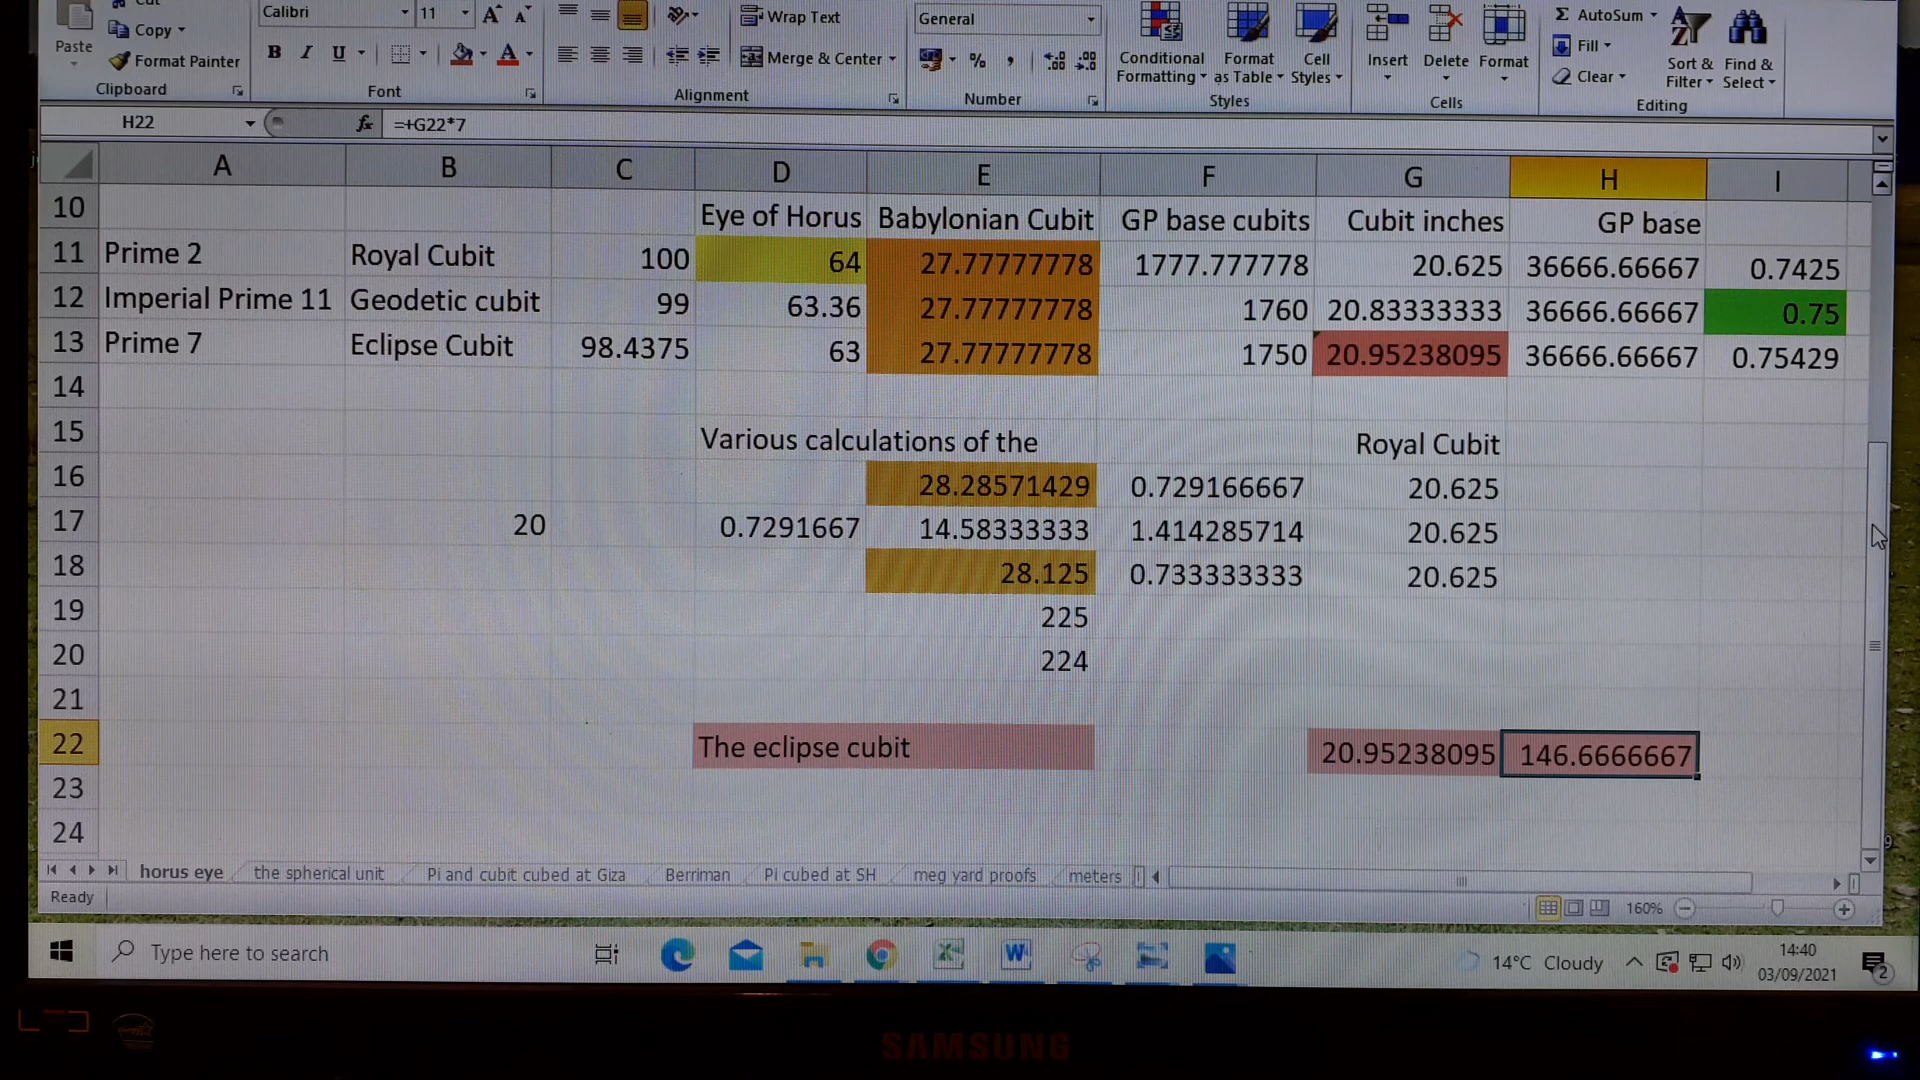 Cut
Calibri 11
Wrap Text
General
Σ AutoSum
Paste
Copy
B I U
Merge & Center
%
Conditional Formatting
Format as Table
Cell Styles
Insert Delete Format
Fill
Sort & Filter
Find & Select
Format Painter
Clear
Clipboard Font Alignment Number Styles Cells Editing
H22 fx =+G22*7
A B C D E F G H I
10 Eye of Horus Babylonian Cubit GP base cubits Cubit inches GP base
11 Prime 2 Royal Cubit 100 64 27.77777778 1777.777778 20.625 36666.66667 0.7425
12 Imperial Prime 11 Geodetic cubit 99 63.36 27.77777778 1760 20.83333333 36666.66667 0.75
13 Prime 7 Eclipse Cubit 98.4375 63 27.77777778 1750 20.95238095 36666.66667 0.75429
14
15 Various calculations of the Royal Cubit
16 28.28571429 0.729166667 20.625
17 20 0.7291667 14.58333333 1.414285714 20.625
18 28.125 0.733333333 20.625
19 225
20 224
21
22 The eclipse cubit 20.95238095 146.6666667
23
24
horus eye the spherical unit Pi and cubit cubed at Giza Berriman Pi cubed at SH meg yard proofs meters
Ready 160%
Type here to search
14°C Cloudy
14:40
03/09/2021
2
SAMSUNG